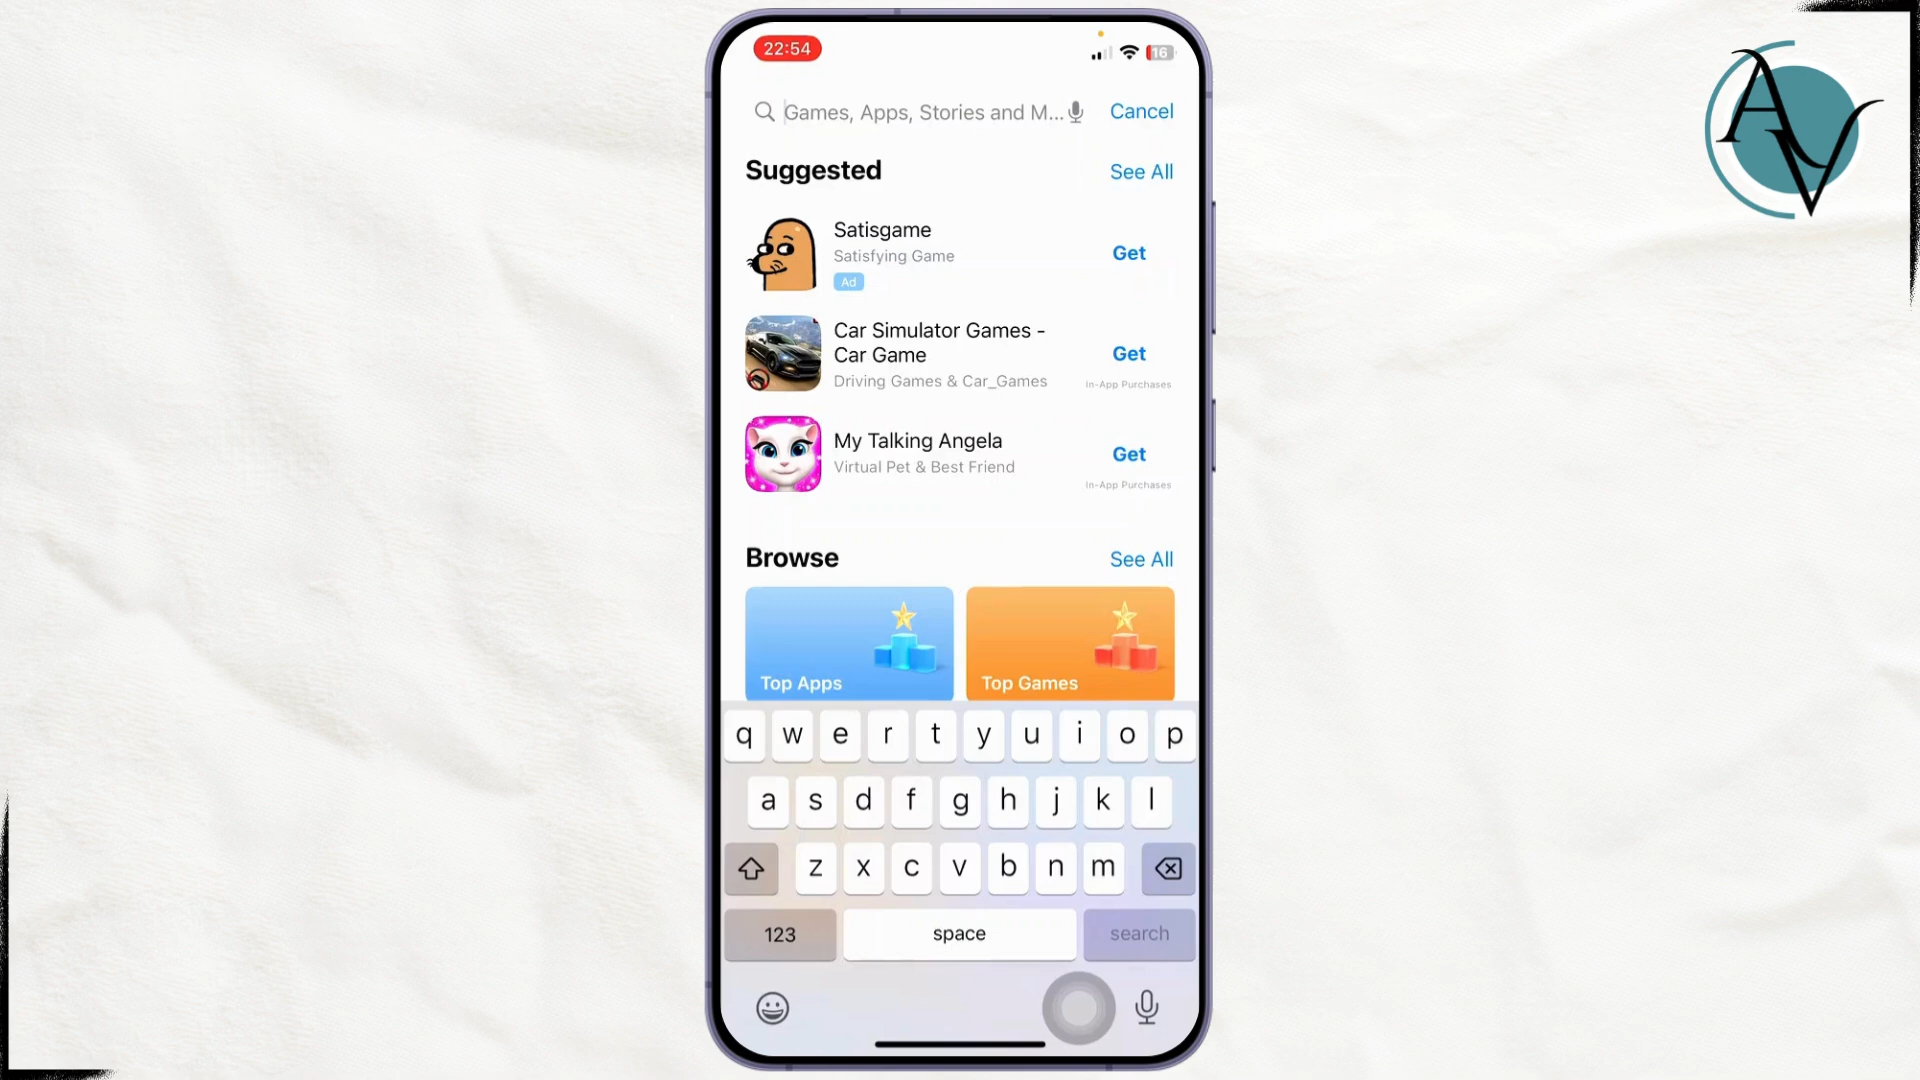 22:54
16
Games, Apps, Stories and M...
Cancel
Suggested
See All
Satisgame
Satisfying Game
Ad
Get
Car Simulator Games -
Car Game
Driving Games & Car_Games
Get
In-App Purchases
My Talking Angela
Virtual Pet & Best Friend
Get
In-App Purchases
Browse
See All
Top Apps
Top Games
q w e r t y u i o p
a s d f g h j k l
z x c v b n m
123
space
search
AV